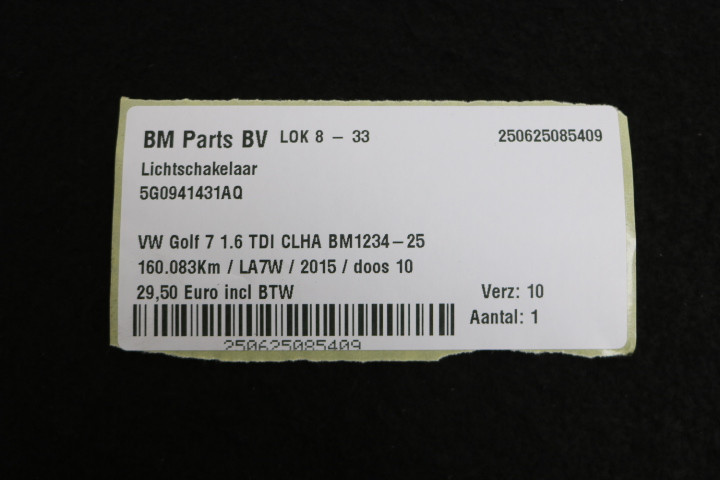 BM Parts BV LOK 8 - 33 250625085409
Lichtschakelaar
5G0941431AQ
VW Golf 7 1.6 TDI CLHA BM1234-25
160.083Km / LA7W / 2015 / doos 10
29,50 Euro incl BTW Verz: 10
Aantal: 1
250625085409